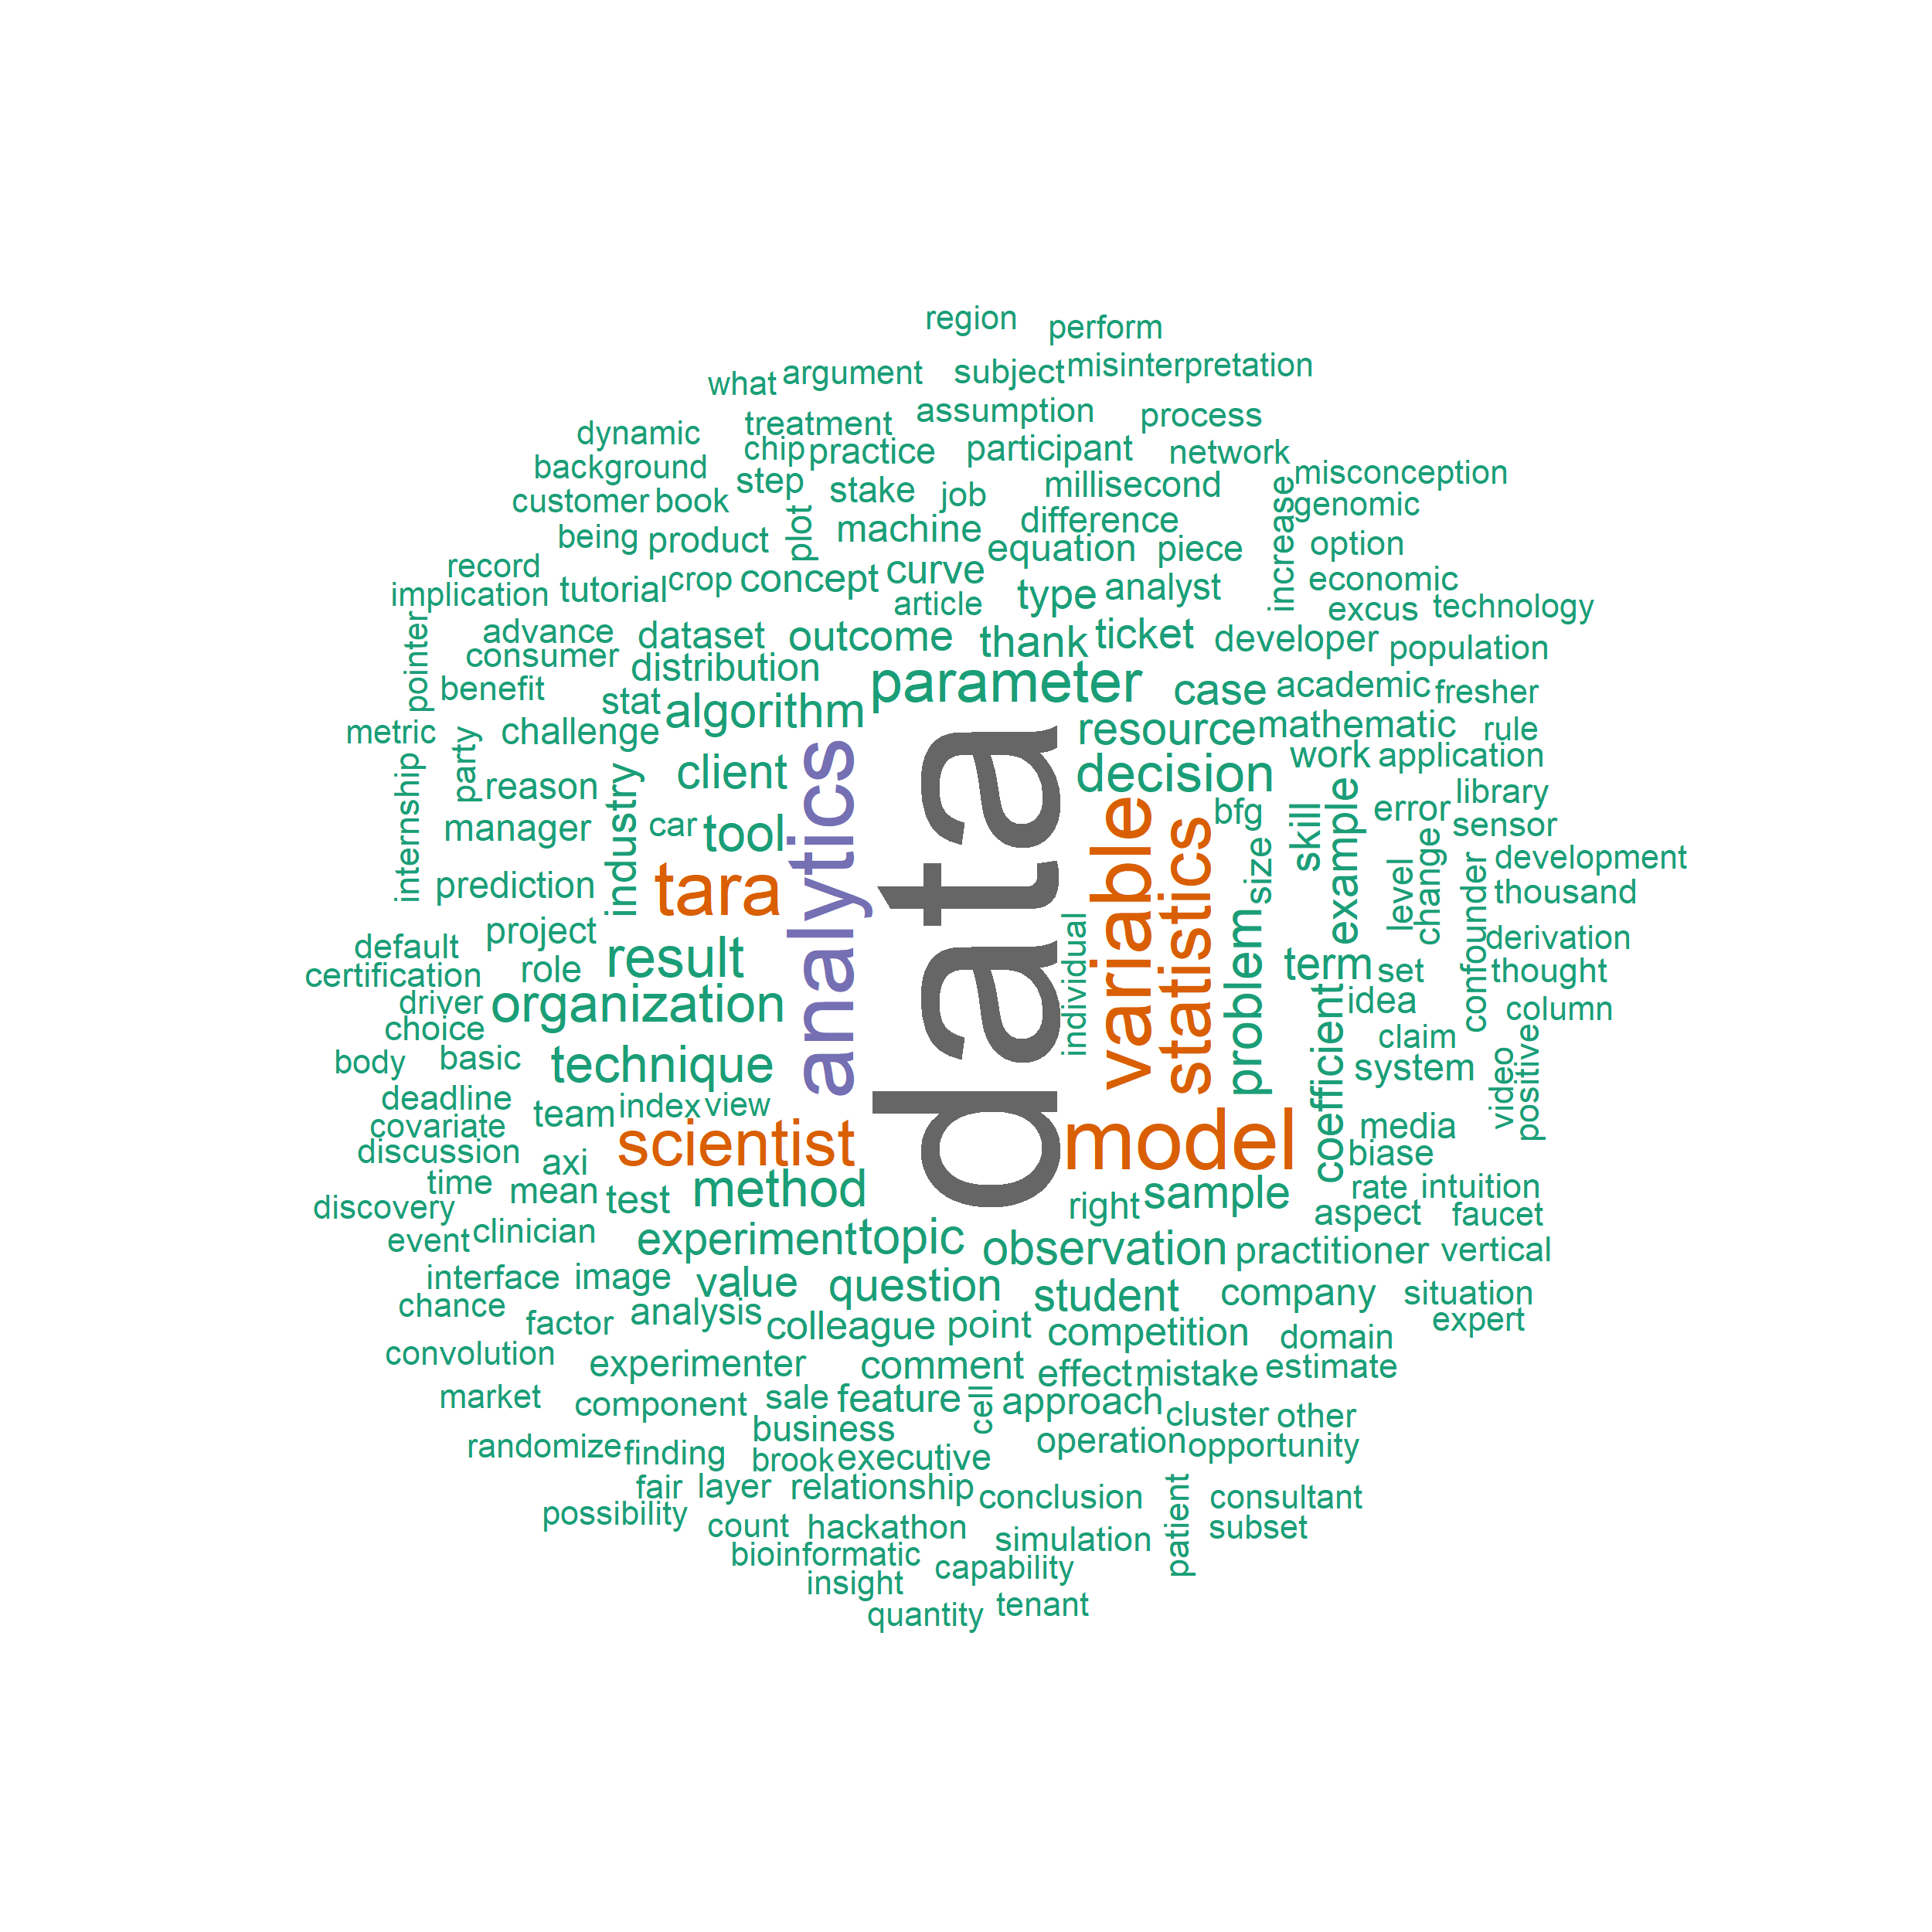 region
perform
what
argument
subject
misinterpretation
dynamic
treatment
assumption
process
background
chip
practice
participant
network
misconception
customer
book
step
stake
job
millisecond
increase
genomic
being
product
plot
machine
difference
equation
piece
option
record
implication
tutorial
crop
concept
curve
article
type
analyst
economic
excus
technology
pointer
advance
consumer
dataset
outcome
thank
ticket
developer
population
benefit
distribution
stat
algorithm
parameter
case
academic
fresher
metric
party
challenge
resource
mathematic
rule
internship
reason
industry
client
analytics
data
decision
work
application
manager
car
tool
variable
statistics
bfg
skill
example
error
library
sensor
prediction
tara
size
level
change
confounder
development
thousand
project
default
certification
role
result
individual
problem
term
set
derivation
thought
driver
choice
organization
coefficient
idea
column
body
basic
technique
claim
system
video
positive
deadline
covariate
discussion
team
index
view
scientist
model
media
biase
axi
time
mean
test
method
right
sample
rate
intuition
discovery
aspect
faucet
event
clinician
experiment
topic
observation
practitioner
vertical
interface
image
value
question
student
company
situation
chance
factor
analysis
colleague
point
competition
domain
expert
convolution
experimenter
comment
effect
mistake
estimate
market
component
sale
feature
cell
approach
cluster
other
business
randomize
finding
brook
executive
operation
opportunity
fair
layer
relationship
conclusion
patient
consultant
possibility
count
hackathon
simulation
subset
bioinformatic
capability
insight
quantity
tenant